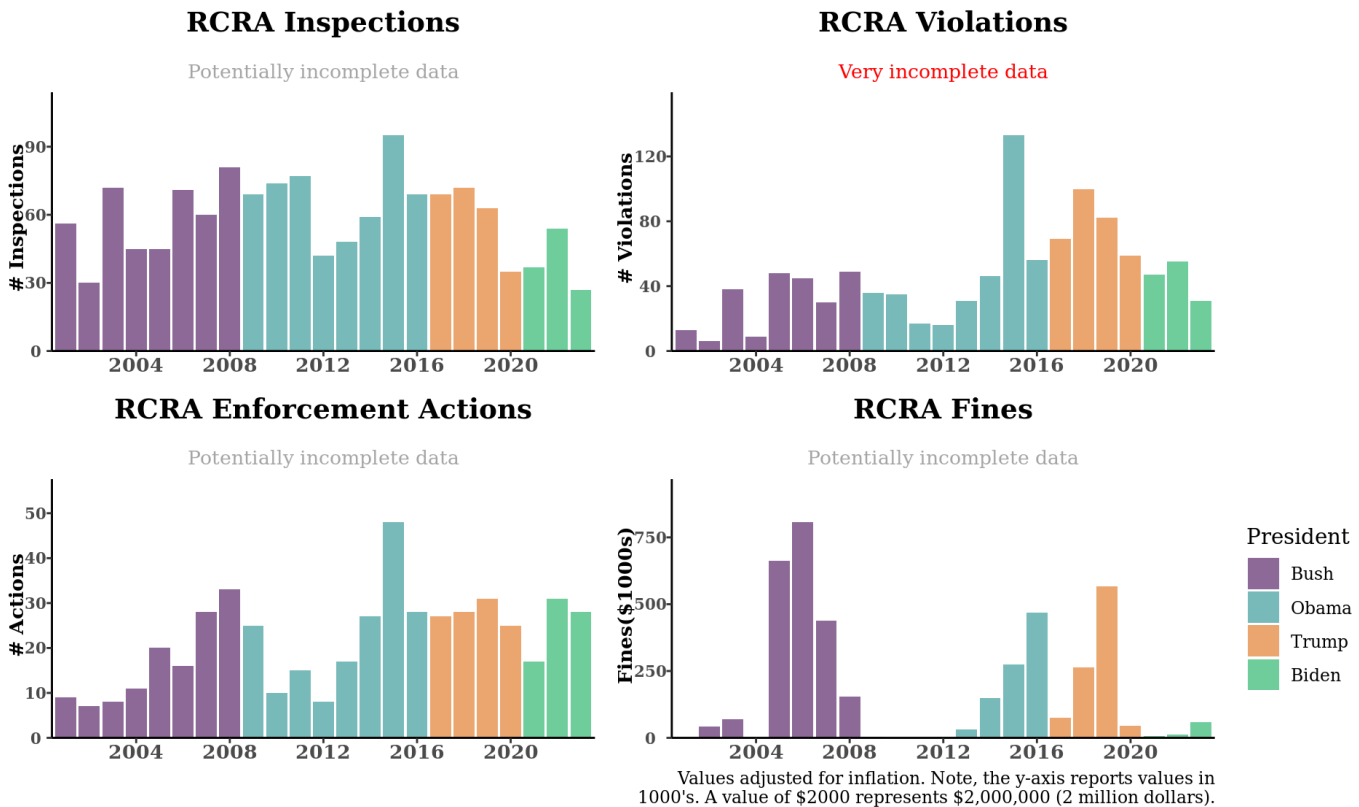 RCRA Inspections
Potentially incomplete data
# Inspections
90
60
30
0
2004 2008 2012 2016 2020
RCRA Violations
Very incomplete data
# Violations
120
80
40
0
2004 2008 2012 2016 2020
RCRA Enforcement Actions
Potentially incomplete data
# Actions
50
40
30
20
10
0
2004 2008 2012 2016 2020
RCRA Fines
Potentially incomplete data
Fines($1000s)
750
500
250
0
2004 2008 2012 2016 2020
President
Bush
Obama
Trump
Biden
Values adjusted for inflation. Note, the y-axis reports values in
1000's. A value of $2000 represents $2,000,000 (2 million dollars).